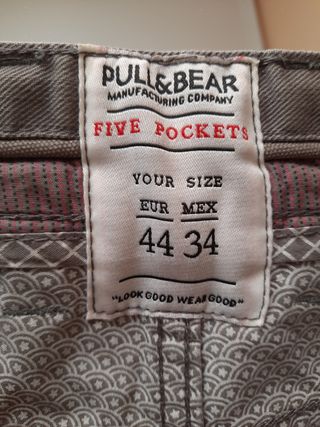 PULL&BEAR
MANUFACTURING COMPANY
FIVE POCKETS
YOUR SIZE
EUR MEX
44 34
"LOOK GOOD WEAR GOOD"